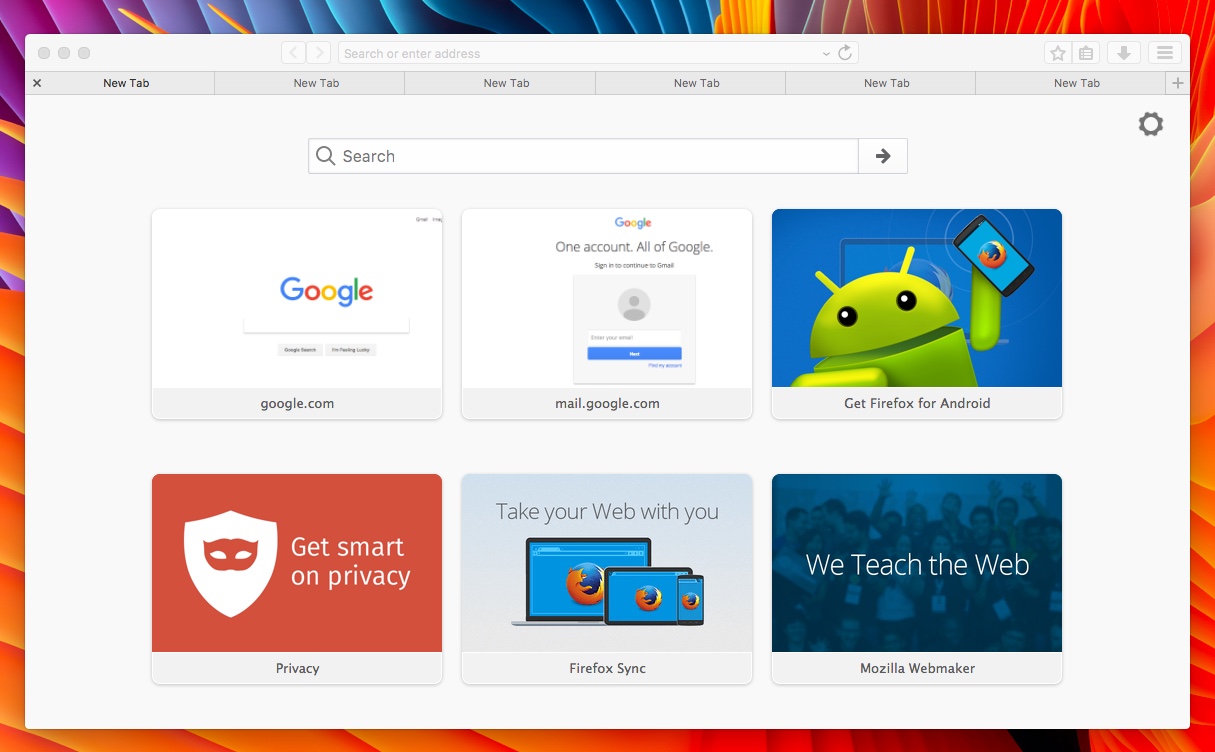 Search or enter address
New Tab
New Tab
New Tab
New Tab
New Tab
New Tab
Search
Gmail
Google
Google Search
I'm Feeling Lucky
google.com
Google
One account. All of Google.
Sign in to continue to Gmail
Enter your email
Next
Find my account
mail.google.com
Get Firefox for Android
Get smart
on privacy
Privacy
Take your Web with you
Firefox Sync
We Teach the Web
Mozilla Webmaker